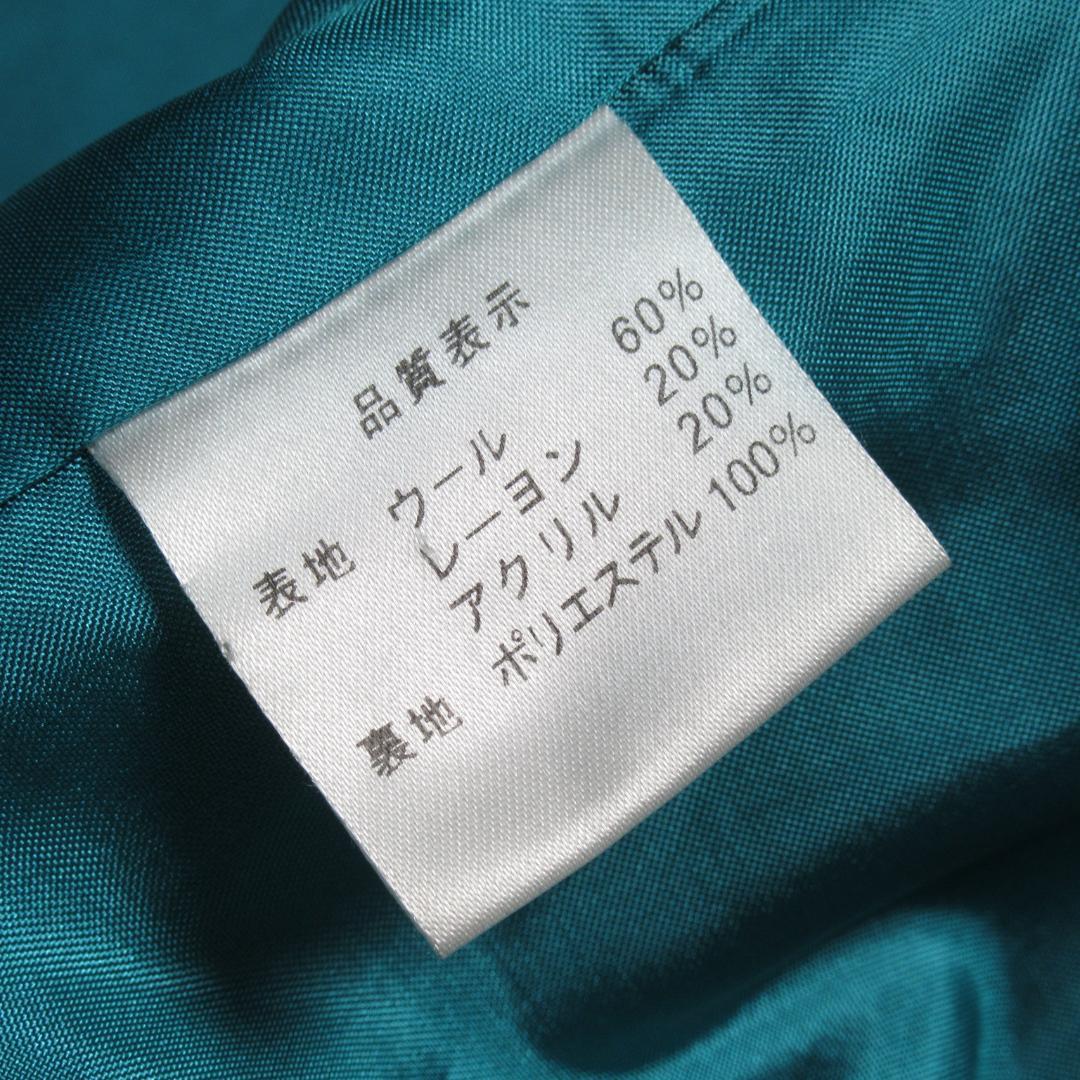 品質表示
表地 ウール 60%
レーヨン 20%
アクリル 20%
裏地 ポリエステル 100%